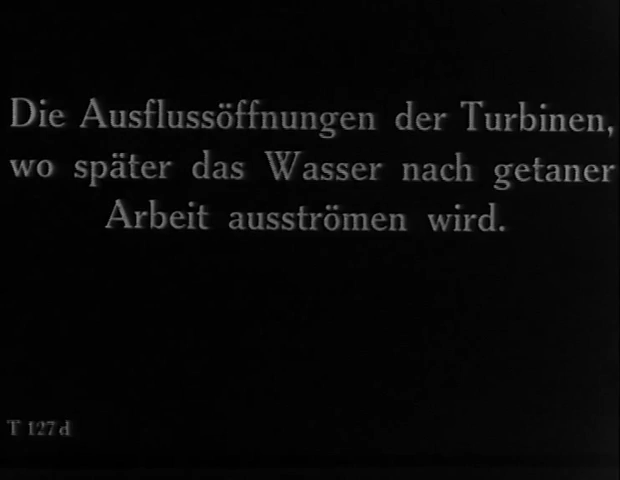 Die Ausflussöffnungen der Turbinen,
wo später das Wasser nach getaner
Arbeit ausströmen wird.
T 127 d